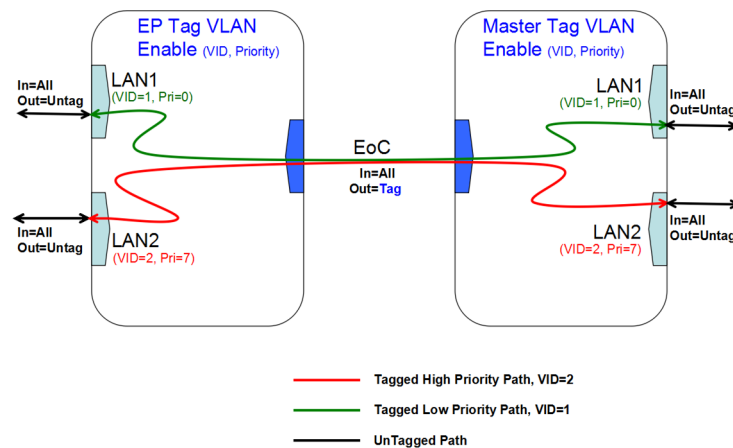 EP Tag VLAN
Enable (VID, Priority)
Master Tag VLAN
Enable (VID, Priority)
In=All
Out=Untag
LAN1
(VID=1, Pri=0)
EoC
In=All
Out=Tag
LAN1
(VID=1, Pri=0)
In=All
Out=Untag
In=All
Out=Untag
LAN2
(VID=2, Pri=7)
LAN2
(VID=2, Pri=7)
In=All
Out=Untag
Tagged High Priority Path, VID=2
Tagged Low Priority Path, VID=1
UnTagged Path